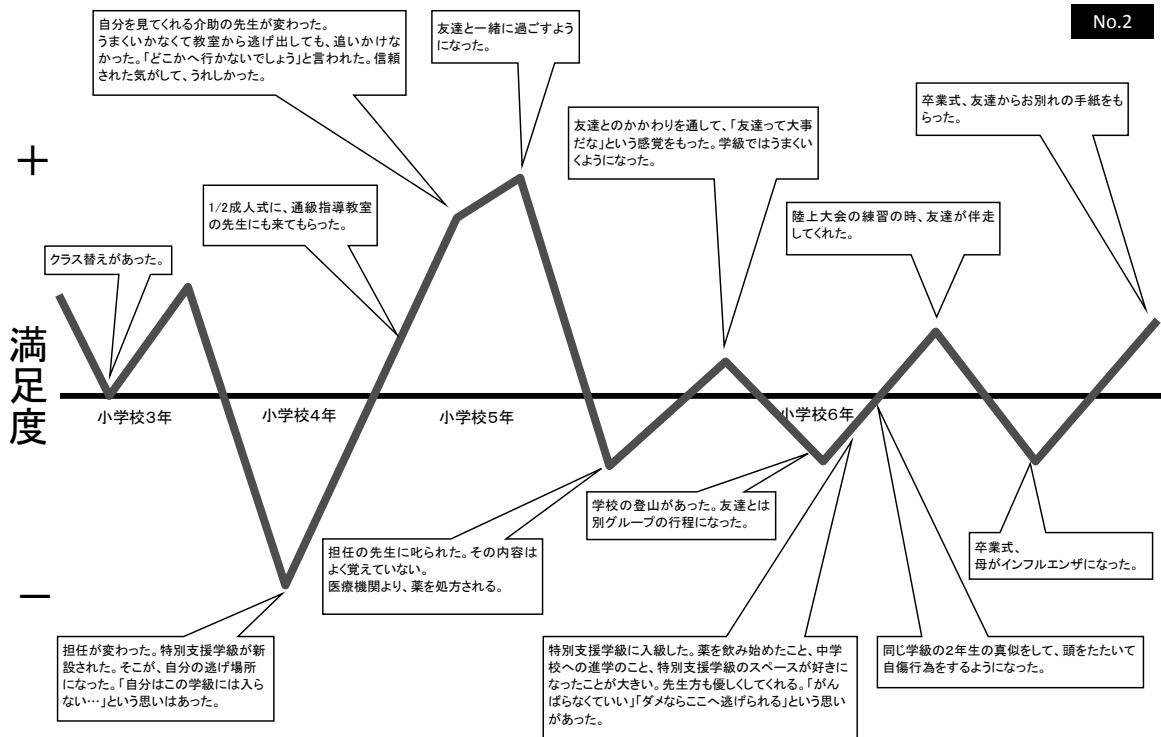 No.2
自分を見てくれる介助の先生が変わった。
うまくいかなくて教室から逃げ出しても、追いかけな
かった。「どこかへ行かないでしょう」と言われた。信頼
された気がして、うれしかった。
友達と一緒に過ごすよう
になった。
卒業式、友達からお別れの手紙をも
らった。
友達とのかかわりを通して、「友達って大事
だな」という感覚をもった。学級ではうまくい
くようになった。
1/2成人式に、通級指導教室
の先生にも来てもらった。
陸上大会の練習の時、友達が伴走
してくれた。
クラス替えがあった。
＋
満足度
－
小学校3年
小学校4年
小学校5年
小学校6年
学校の登山があった。友達とは
別グループの行程になった。
担任の先生に叱られた。その内容は
よく覚えていない。
医療機関より、薬を処方される。
卒業式、
母がインフルエンザになった。
担任が変わった。特別支援学級が新
設された。そこが、自分の逃げ場所
になった。「自分はこの学級には入ら
ない…」という思いはあった。
特別支援学級に入級した。薬を飲み始めたこと、中学
校への進学のこと、特別支援学級のスペースが好きに
なったことが大きい。先生方も優しくしてくれる。「がん
ばらなくていい」「ダメならここへ逃げられる」という思い
があった。
同じ学級の２年生の真似をして、頭をたたいて
自傷行為をするようになった。